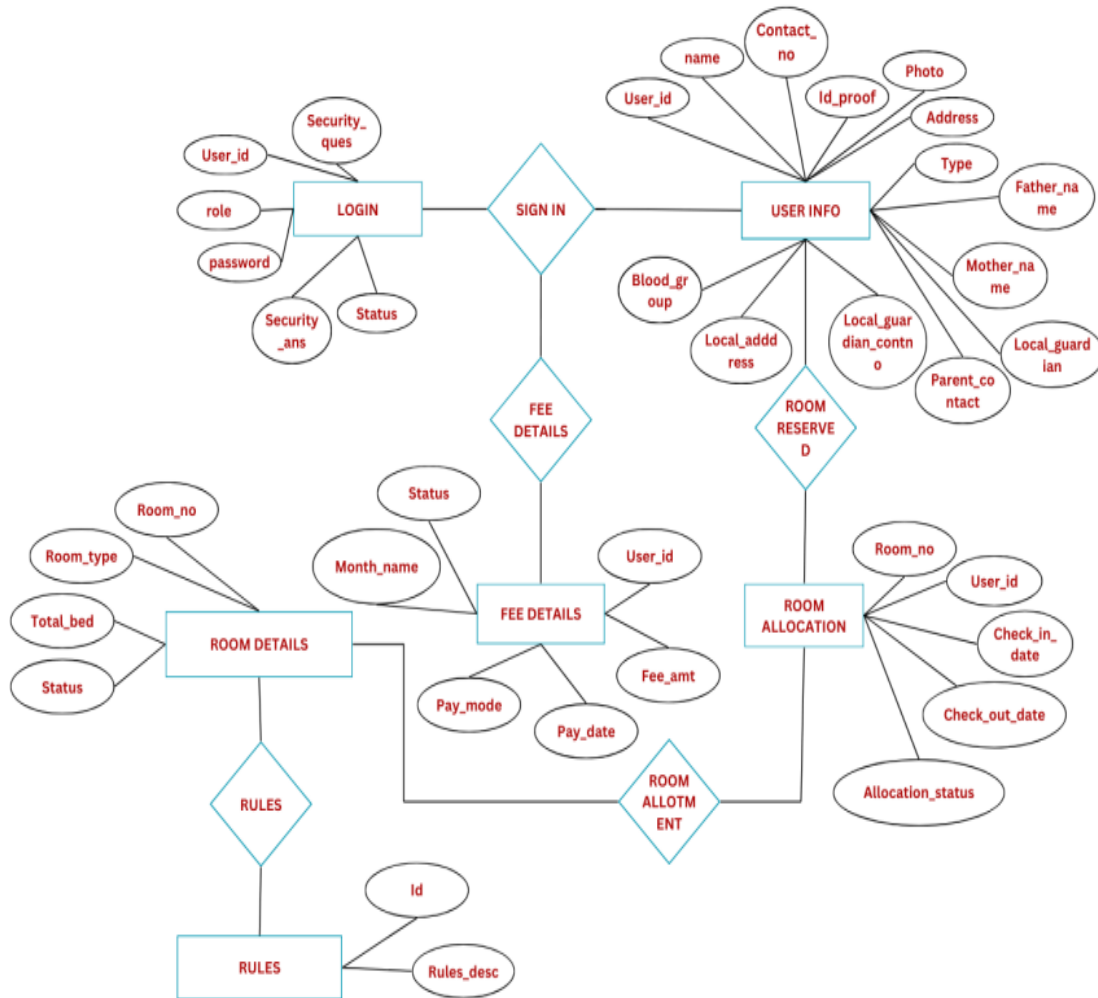 Contact_
no
name
Photo
User_id
Id_proof
Address
Security_
ques
User_id
Type
role
LOGIN
SIGN IN
USER INFO
Father_na
me
password
Blood_gr
oup
Mother_na
me
Security
_ans
Status
Local_addd
ress
Local_guar
dian_contn
o
Local_guar
dian
Parent_co
ntact
FEE
DETAILS
ROOM
RESERVE
D
Room_no
Status
Room_type
Month_name
User_id
Room_no
User_id
Total_bed
ROOM DETAILS
FEE DETAILS
ROOM
ALLOCATION
Check_in_
date
Status
Fee_amt
Pay_mode
Pay_date
Check_out_date
RULES
ROOM
ALLOTM
ENT
Allocation_status
Id
RULES
Rules_desc